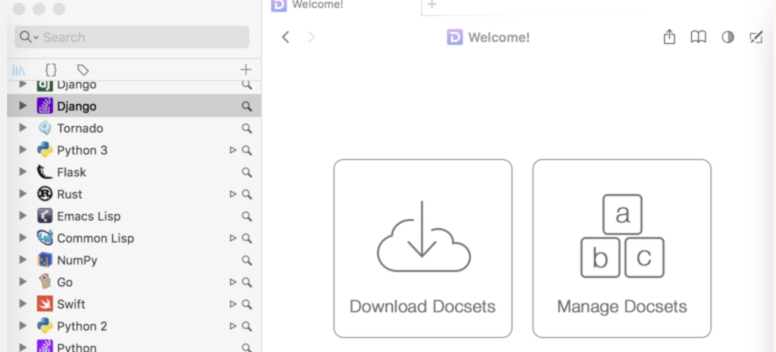 Welcome!
Search
Welcome!
Django
Django
Tornado
Python 3
Flask
Rust
Emacs Lisp
Common Lisp
NumPy
Go
Swift
Python 2
Python
a
b c
Download Docsets
Manage Docsets